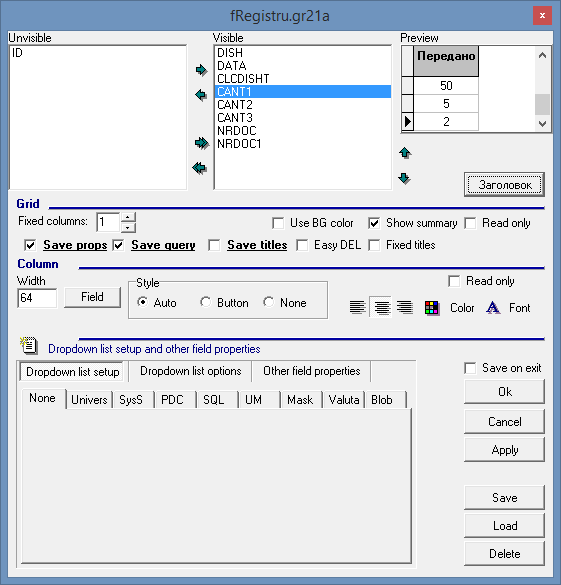 fRegistru.gr21a
x
Unvisible
Visible
Preview
ID
DISH
DATA
CLCDISHT
CANT1
CANT2
CANT3
NRDOC
NRDOC1
Передано
50
5
2
Заголовок
Grid
Fixed columns:
1
Use BG color
Show summary
Read only
Save props
Save query
Save titles
Easy DEL
Fixed titles
Column
Width
64
Field
Style
Auto
Button
None
Read only
Color
A
Font
Dropdown list setup and other field properties
Dropdown list setup
Dropdown list options
Other field properties
None
Univers
SysS
PDC
SQL
UM
Mask
Valuta
Blob
Save on exit
Ok
Cancel
Apply
Save
Load
Delete